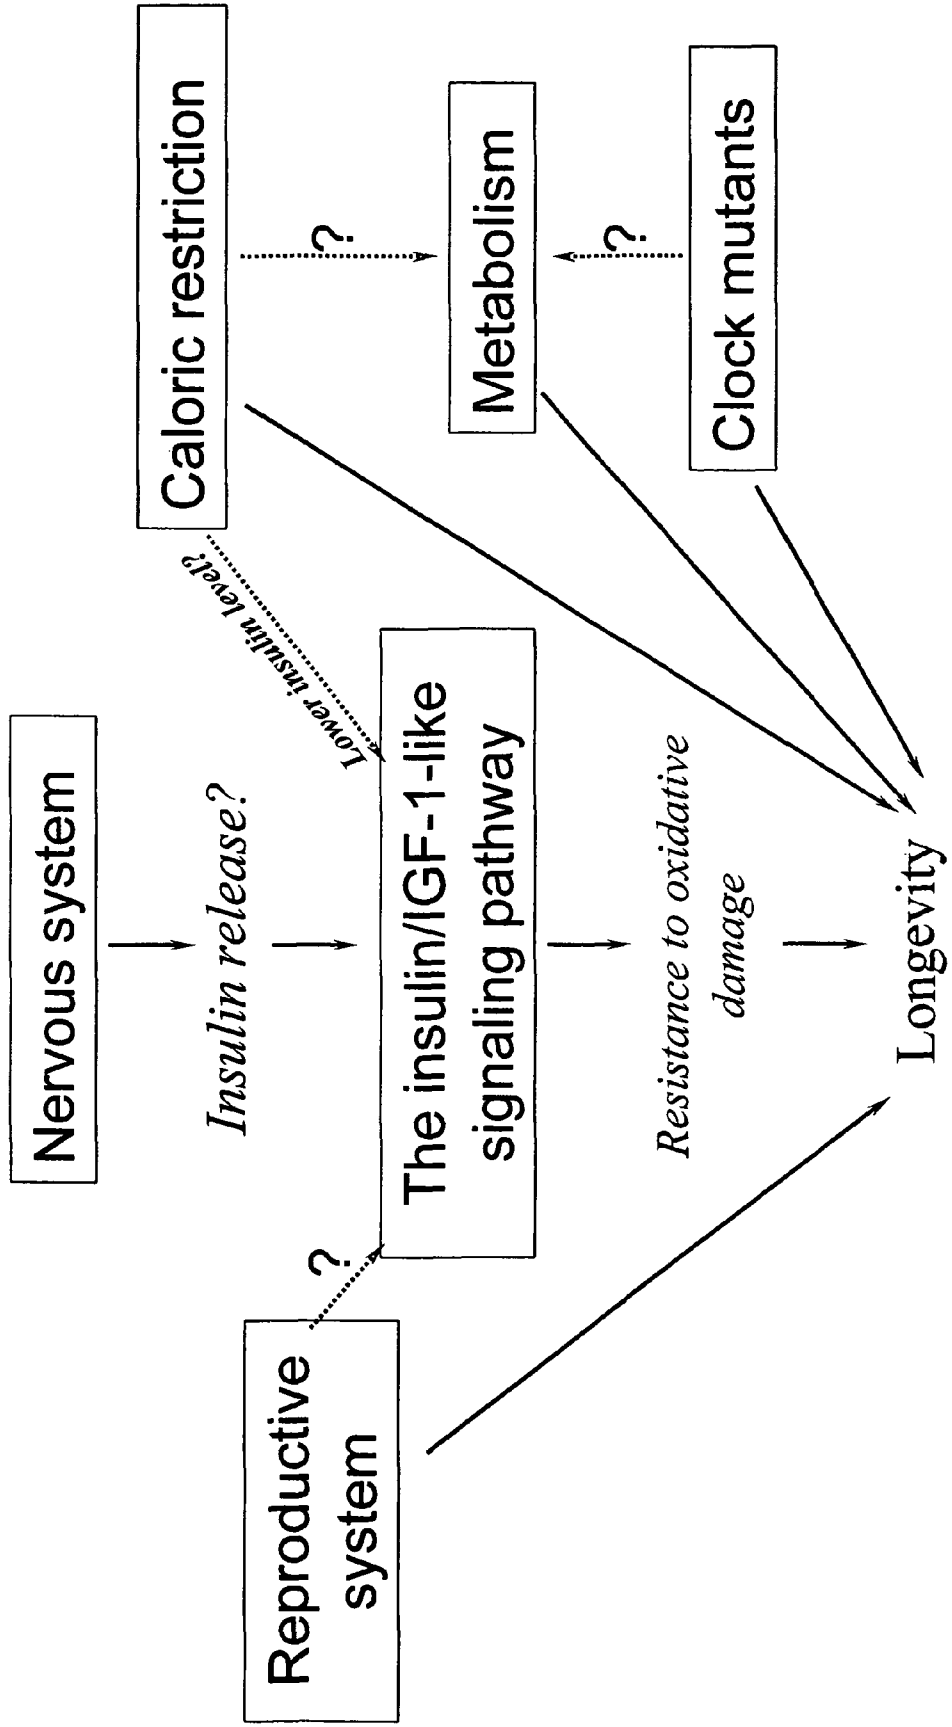 Nervous system
Caloric restriction
Insulin release?
Lower insulin level?
Reproductive
system
?
?
The insulin/IGF-1-like
signaling pathway
Metabolism
?
Resistance to oxidative
damage
Clock mutants
Longevity